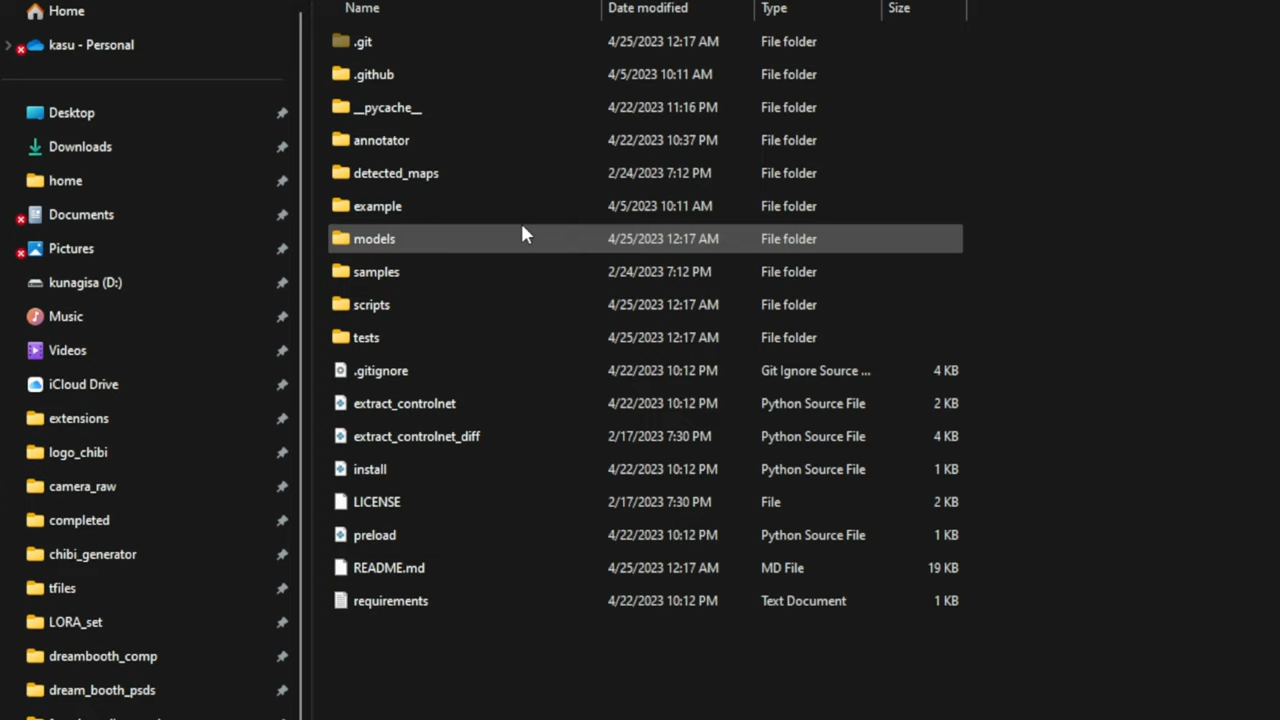 Home
kasu - Personal
Desktop
Downloads
home
Documents
Pictures
kunagisa (D:)
Music
Videos
iCloud Drive
extensions
logo_chibi
camera_raw
completed
chibi_generator
tfiles
LORA_set
dreambooth_comp
dream_booth_psds
Name Date modified Type Size
.git 4/25/2023 12:17 AM File folder
.github 4/5/2023 10:11 AM File folder
__pycache__ 4/22/2023 11:16 PM File folder
annotator 4/22/2023 10:37 PM File folder
detected_maps 2/24/2023 7:12 PM File folder
example 4/5/2023 10:11 AM File folder
models 4/25/2023 12:17 AM File folder
samples 2/24/2023 7:12 PM File folder
scripts 4/25/2023 12:17 AM File folder
tests 4/25/2023 12:17 AM File folder
.gitignore 4/22/2023 10:12 PM Git Ignore Source ... 4 KB
extract_controlnet 4/22/2023 10:12 PM Python Source File 2 KB
extract_controlnet_diff 2/17/2023 7:30 PM Python Source File 4 KB
install 4/22/2023 10:12 PM Python Source File 1 KB
LICENSE 2/17/2023 7:30 PM File 2 KB
preload 4/22/2023 10:12 PM Python Source File 1 KB
README.md 4/25/2023 12:17 AM MD File 19 KB
requirements 4/22/2023 10:12 PM Text Document 1 KB